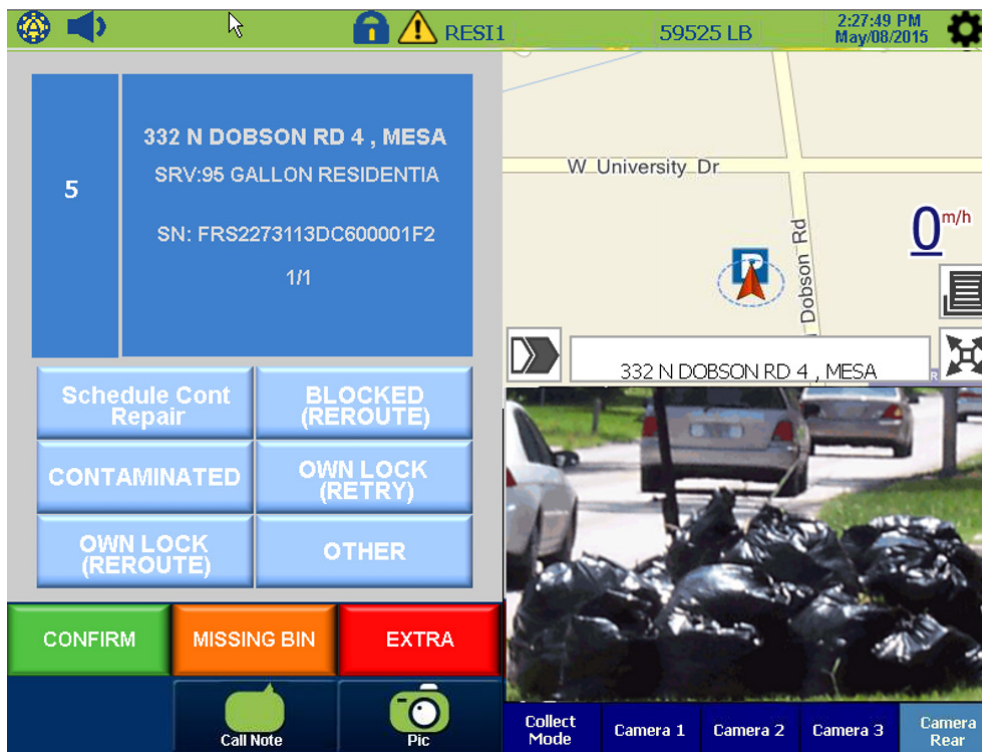 RESI1
59525 LB
2:27:49 PM
May/08/2015
5
332 N DOBSON RD 4 , MESA
SRV:95 GALLON RESIDENTIA
SN: FRS2273113DC600001F2
1/1
Schedule Cont
Repair
BLOCKED
(REROUTE)
CONTAMINATED
OWN LOCK
(RETRY)
OWN LOCK
(REROUTE)
OTHER
CONFIRM
MISSING BIN
EXTRA
Call Note
Pic
W University Dr
Dobson Rd
P
0 m/h
332 N DOBSON RD 4 , MESA
R
Collect
Mode
Camera 1
Camera 2
Camera 3
Camera
Rear